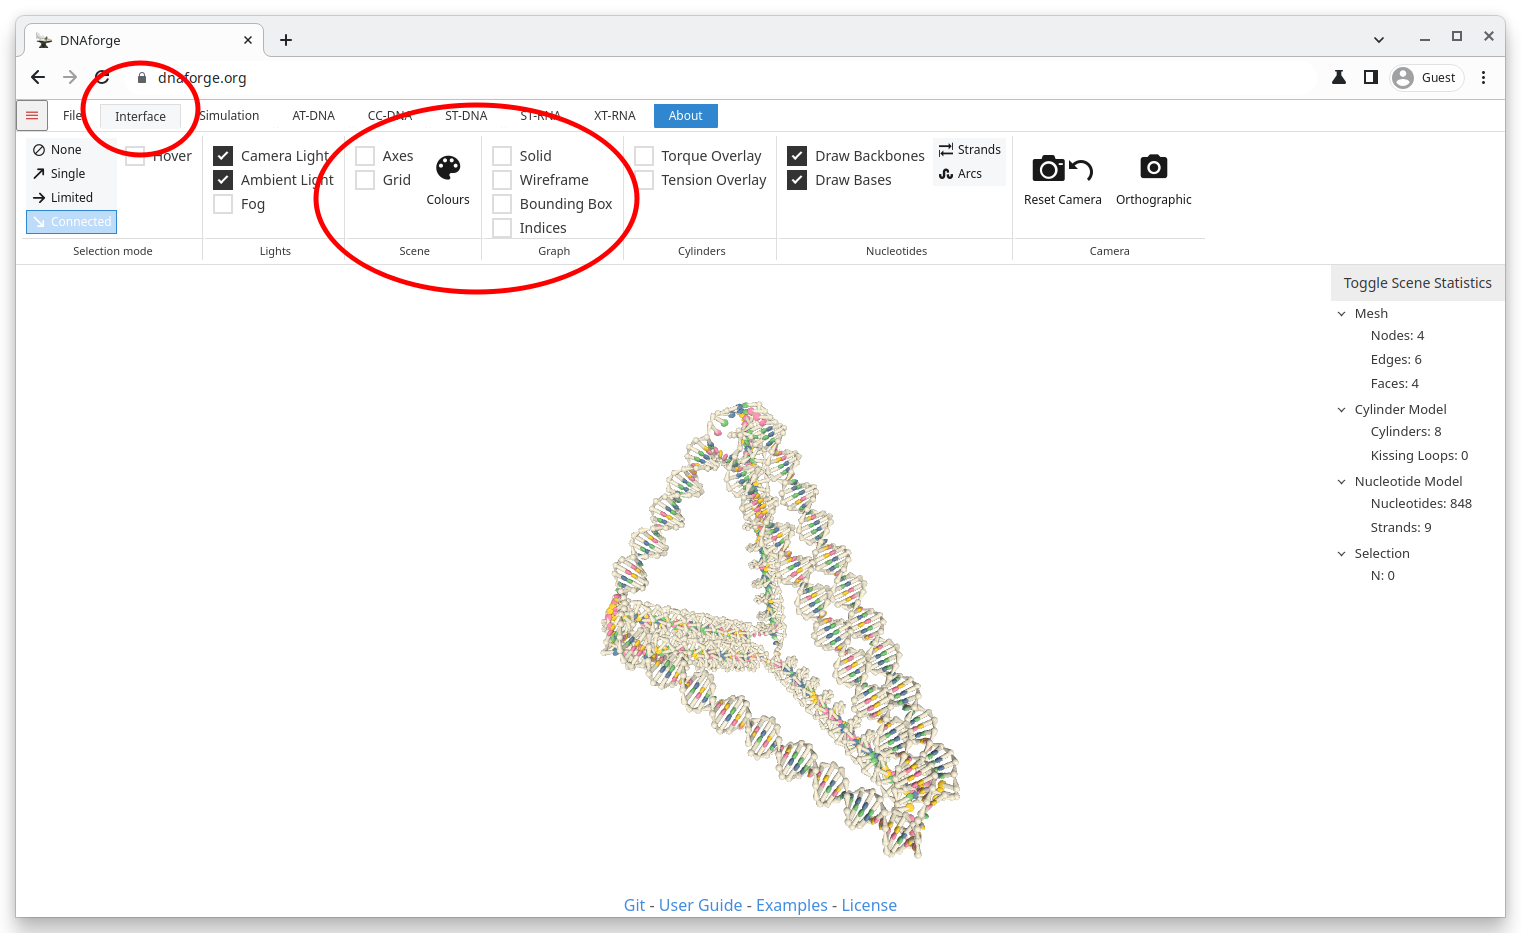 DNAforge
dnaforge.org
Guest
File Interface Simulation AT-DNA CC-DNA ST-DNA ST-RNA XT-RNA About
None
Single
Limited
Connected
Hover
Selection mode
Camera Light
Ambient Light
Fog
Lights
Axes
Grid
Colours
Scene
Solid
Wireframe
Bounding Box
Indices
Graph
Torque Overlay
Tension Overlay
Cylinders
Draw Backbones
Draw Bases
Strands
Arcs
Nucleotides
Reset Camera
Orthographic
Camera
Toggle Scene Statistics
Mesh
Nodes: 4
Edges: 6
Faces: 4
Cylinder Model
Cylinders: 8
Kissing Loops: 0
Nucleotide Model
Nucleotides: 848
Strands: 9
Selection
N: 0
Git - User Guide - Examples - License